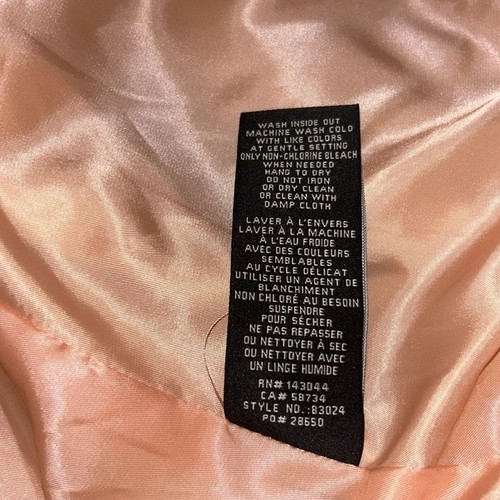 WASH INSIDE OUT
MACHINE WASH COLD
WITH LIKE COLORS
AT GENTLE SETTING
ONLY NON-CHLORINE BLEACH
WHEN NEEDED
HANG TO DRY
DO NOT IRON
OR DRY CLEAN
OR CLEAN WITH
DAMP CLOTH
LAVER À L'ENVERS
LAVER À LA MACHINE
À L'EAU FROIDE
AVEC DES COULEURS
SEMBLABLES
AU CYCLE DÉLICAT
UTILISER UN AGENT DE
BLANCHIMENT
NON CHLORÉ AU BESOIN
SUSPENDRE
POUR SÉCHER
NE PAS REPASSER
OU NETTOYER À SEC
OU NETTOYER AVEC
UN LINGE HUMIDE
RN# 143044
CA# 58734
STYLE NO.:B3024
PO# 28650